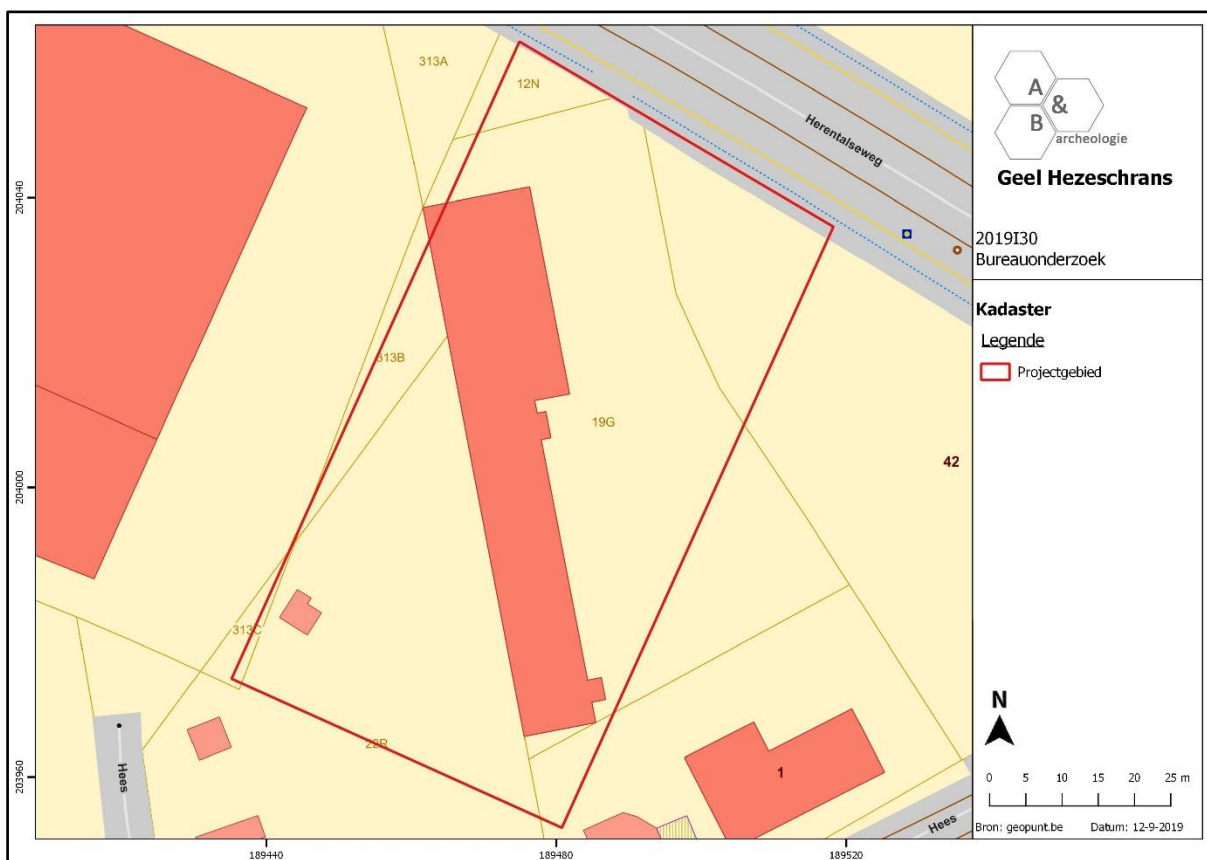 313A
12N
Herentalseweg
204040
313B
19G
42
204000
313C
22R
203960
Hees
1
Hees
189440
189480
189520
A
&
B
archeologie
Geel Hezeschrans
2019I30
Bureauonderzoek
Kadaster
Legende
Projectgebied
N
0 5 10 15 20 25 m
Bron: geopunt.be Datum: 12-9-2019